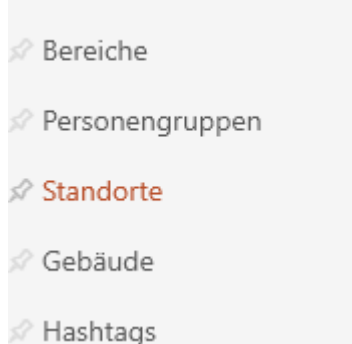 Bereiche
Personengruppen
Standorte
Gebäude
Hashtags